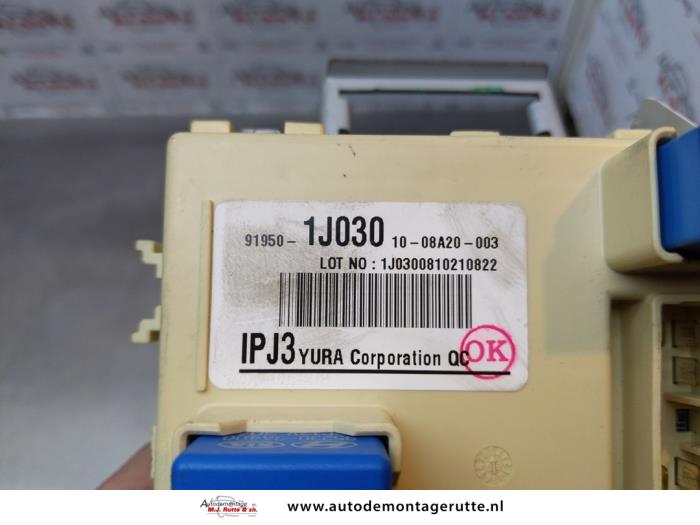 91950- 1J030 10-08A20-003
LOT NO : 1J0300810210822
IPJ3 YURA Corporation QC OK
Autodemontage
M.J. Rutte & zn.
www.autodemontagerutte.nl